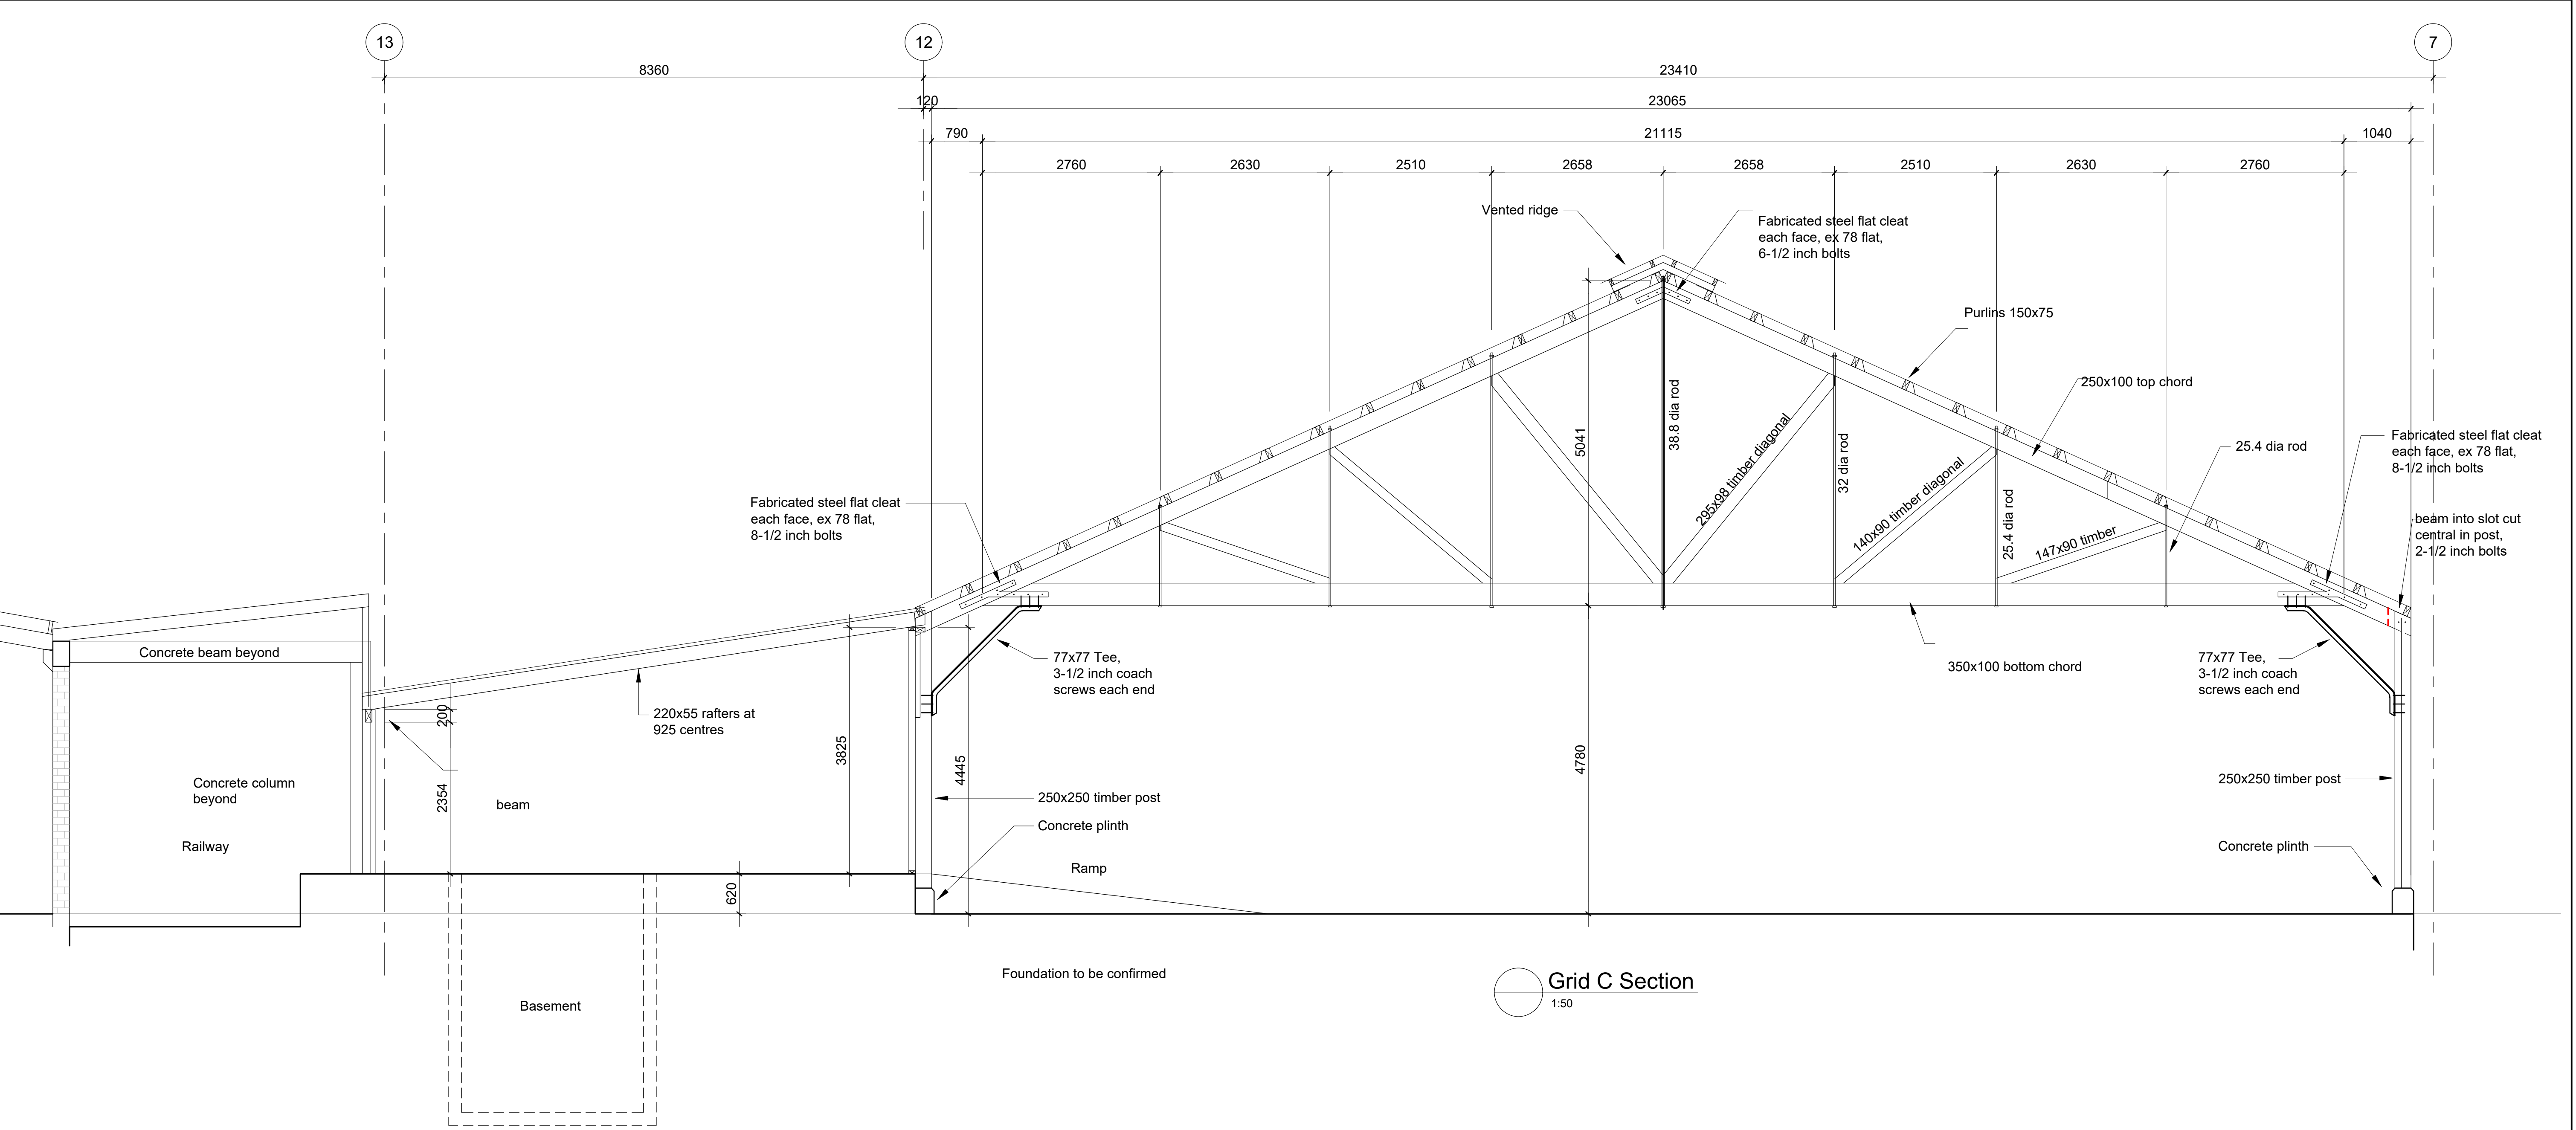 13
12
7
8360
23410
120
23065
790
21115
1040
2760
2630
2510
2658
2658
2510
2630
2760
Vented ridge
Fabricated steel flat cleat
each face, ex 78 flat,
6-1/2 inch bolts
Purlins 150x75
250x100 top chord
5041
38.8 dia rod
295x98 timber diagonal
32 dia rod
140x90 timber diagonal
25.4 dia rod
147x90 timber
25.4 dia rod
Fabricated steel flat cleat
each face, ex 78 flat,
8-1/2 inch bolts
beam into slot cut
central in post,
2-1/2 inch bolts
Fabricated steel flat cleat
each face, ex 78 flat,
8-1/2 inch bolts
Concrete beam beyond
77x77 Tee,
3-1/2 inch coach
screws each end
350x100 bottom chord
77x77 Tee,
3-1/2 inch coach
screws each end
200
220x55 rafters at
925 centres
3825
4445
4780
Concrete column
beyond
2354
beam
250x250 timber post
250x250 timber post
Concrete plinth
Railway
Concrete plinth
Ramp
620
Foundation to be confirmed
Grid C Section
1:50
Basement